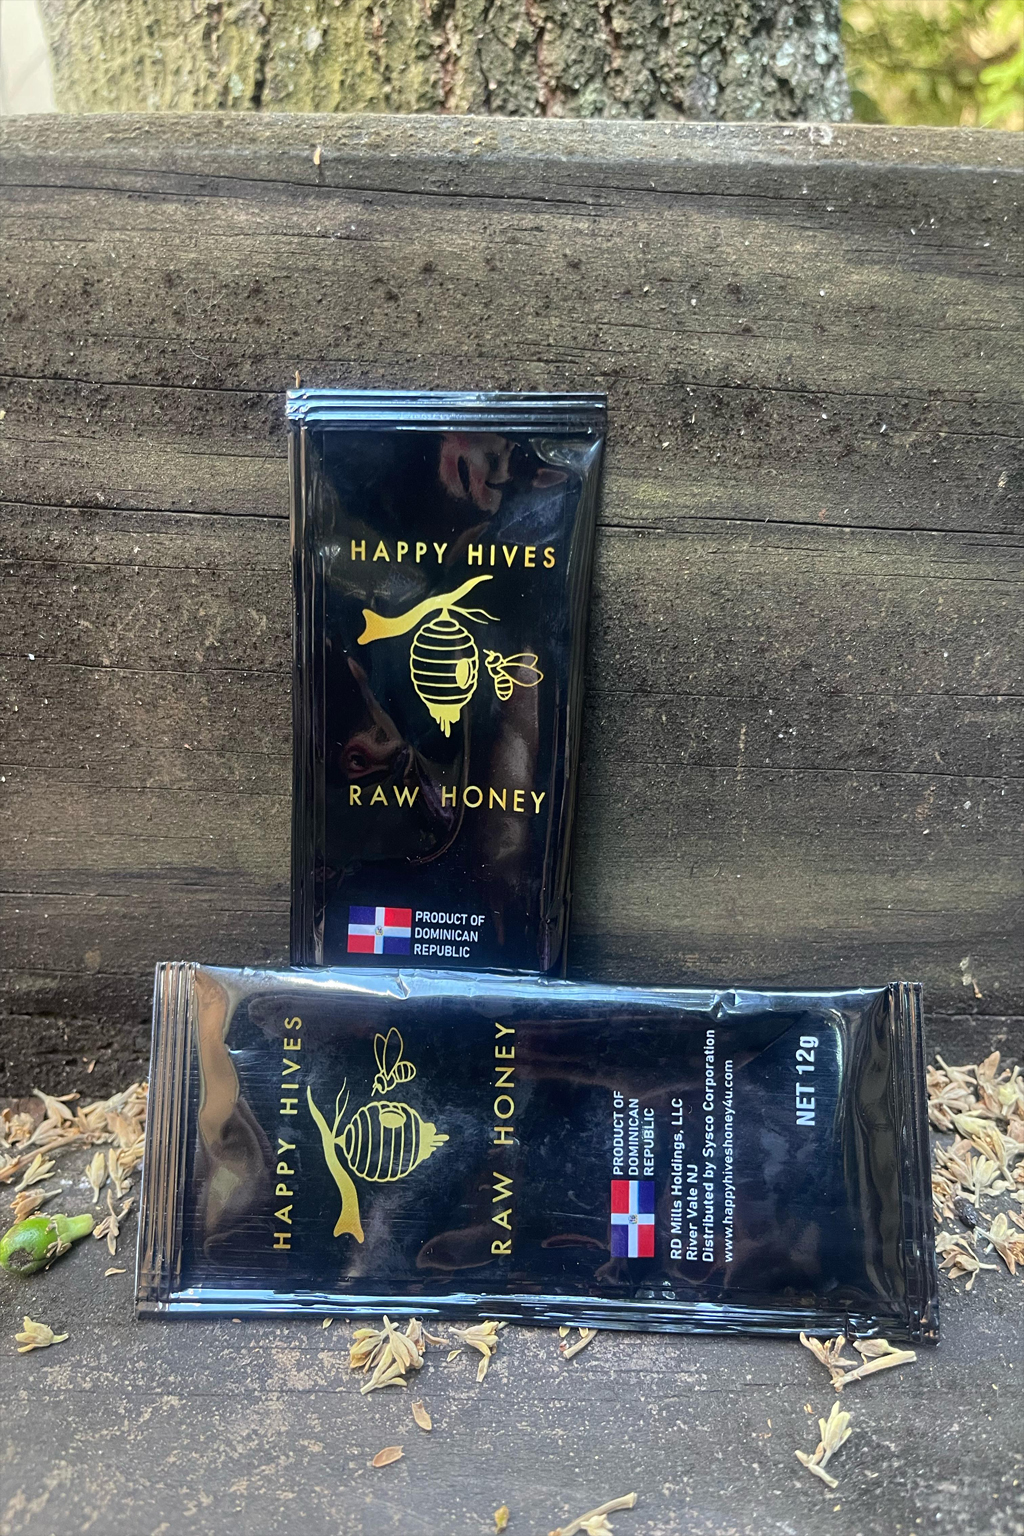 HAPPY HIVES
RAW HONEY
PRODUCT OF
DOMINICAN
REPUBLIC
HAPPY HIVES
RAW HONEY
PRODUCT OF
DOMINICAN
REPUBLIC
RD Mills Holdings, LLC
River Vale NJ
Distributed by Sysco Corporation
www.happyhiveshoney4u.com
NET 12g